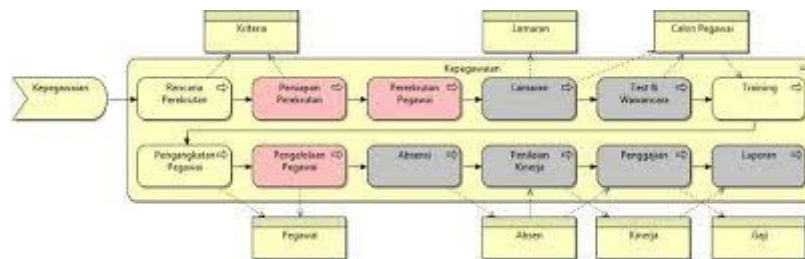 Kriteria
Lamaran
Calon Pegawai
Kepegawaian
Kepegawaian
Rencana
Perekrutan
Persiapan
Perekrutan
Perekrutan
Pegawai
Lamaran
Test &
Wawancara
Training
Pengangkatan
Pegawai
Pengelolaan
Pegawai
Absensi
Penilaian
Kinerja
Penggajian
Laporan
Pegawai
Absen
Kinerja
Gaji